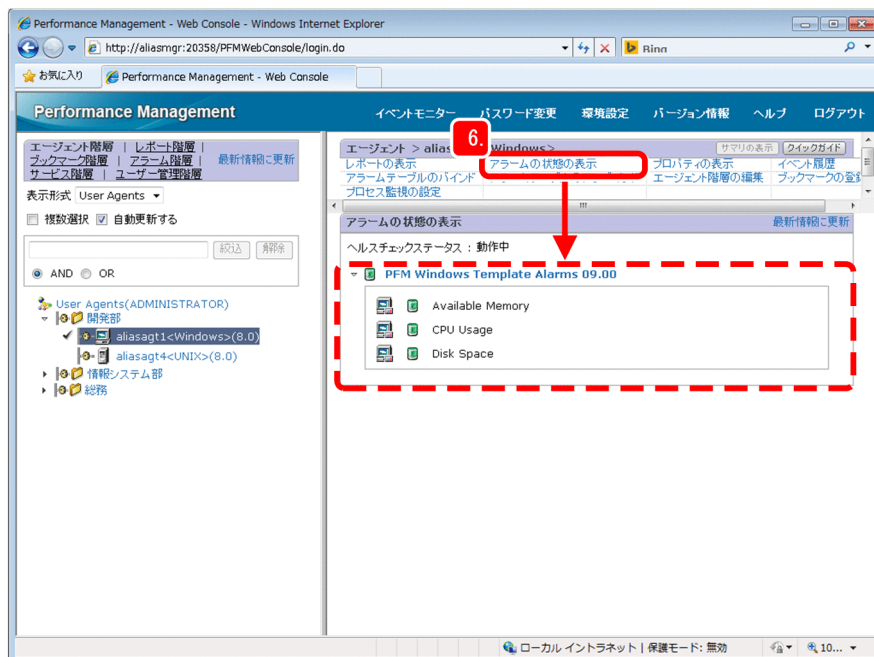 Performance Management - Web Console - Windows Internet Explorer
http://aliasmgr:20358/PFMWebConsole/login.do
Bing
お気に入り
Performance Management - Web Console
Performance Management
イベントモニター パスワード変更 環境設定 バージョン情報 ヘルプ ログアウト
エージェント階層 | レポート階層 |
ブックマーク階層 | アラーム階層 |
サービス階層 | ユーザー管理階層
最新情報に更新
表示形式 User Agents
複数選択 自動更新する
絞込 解除
AND OR
User Agents(ADMINISTRATOR)
開発部
aliasagt1<Windows>(8.0)
aliasagt4<UNIX>(8.0)
情報システム部
総務
6.
エージェント > alias Windows>
サマリの表示 クイックガイド
レポートの表示 アラームの状態の表示 プロパティの表示 イベント履歴
アラームテーブルのバインド エージェント階層の編集 ブックマークの登録
プロセス監視の設定
アラームの状態の表示 最新情報に更新
ヘルスチェックステータス : 動作中
PFM Windows Template Alarms 09.00
Available Memory
CPU Usage
Disk Space
ローカル イントラネット | 保護モード: 無効
10...